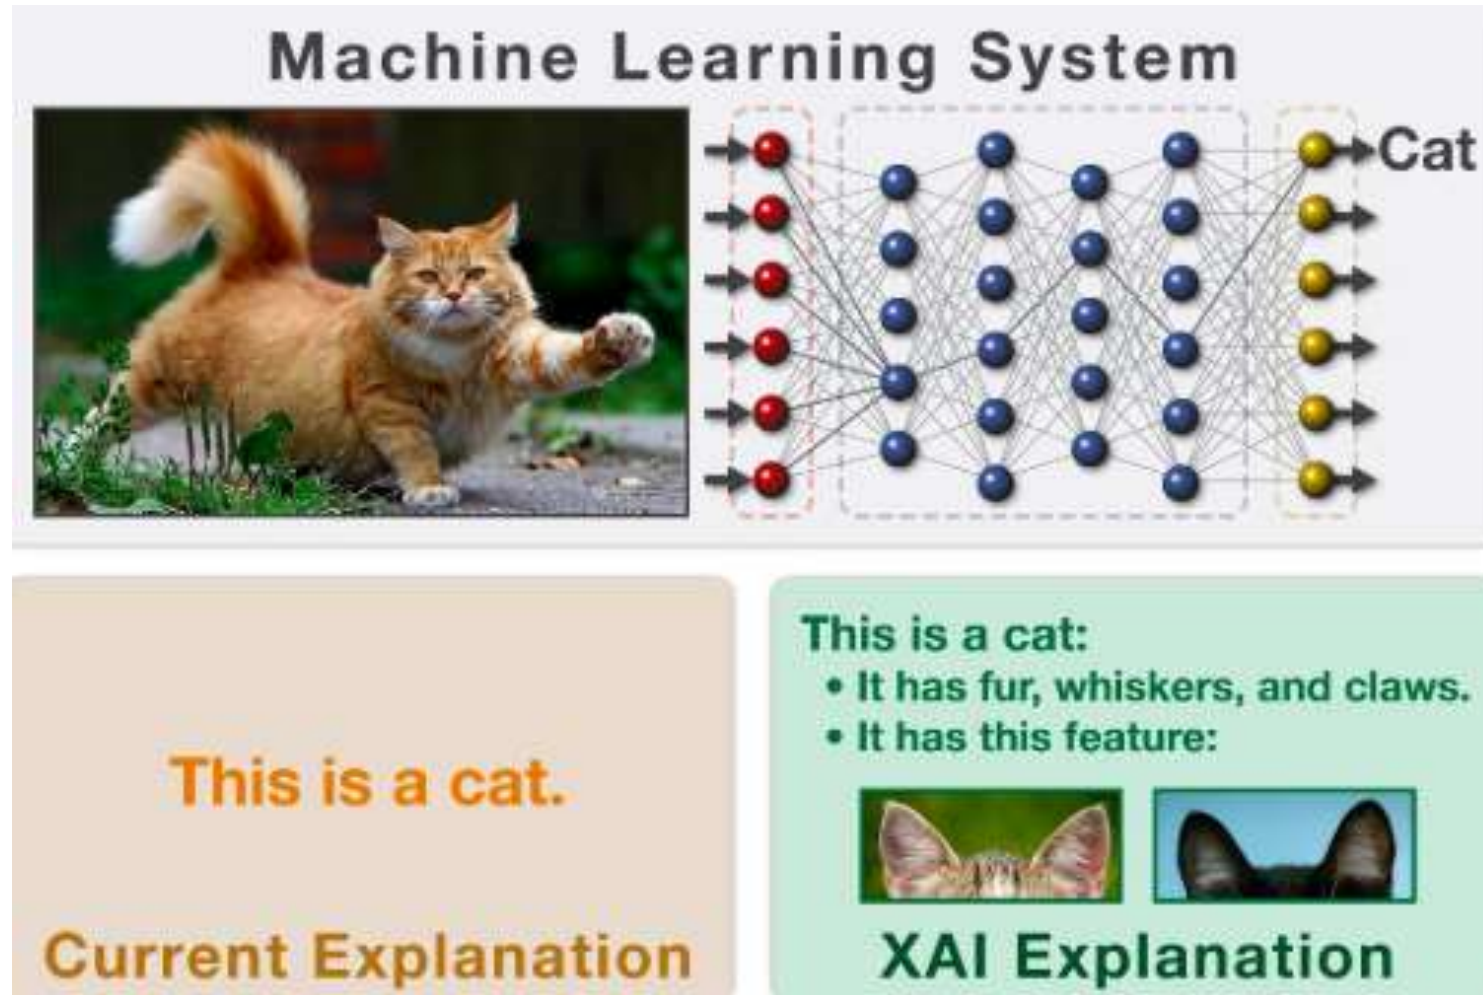 Machine Learning System
Cat
This is a cat.
Current Explanation
This is a cat:
• It has fur, whiskers, and claws.
• It has this feature:
XAI Explanation